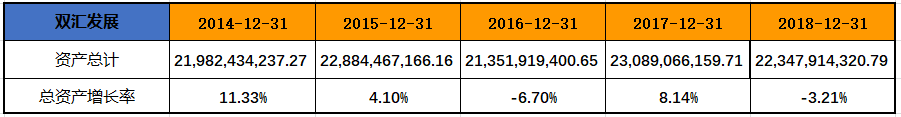 双汇发展 2014-12-31 2015-12-31 2016-12-31 2017-12-31 2018-12-31
资产总计 21,982,434,237.27 22,884,467,166.16 21,351,919,400.65 23,089,066,159.71 22,347,914,320.79
总资产增长率 11.33% 4.10% -6.70% 8.14% -3.21%